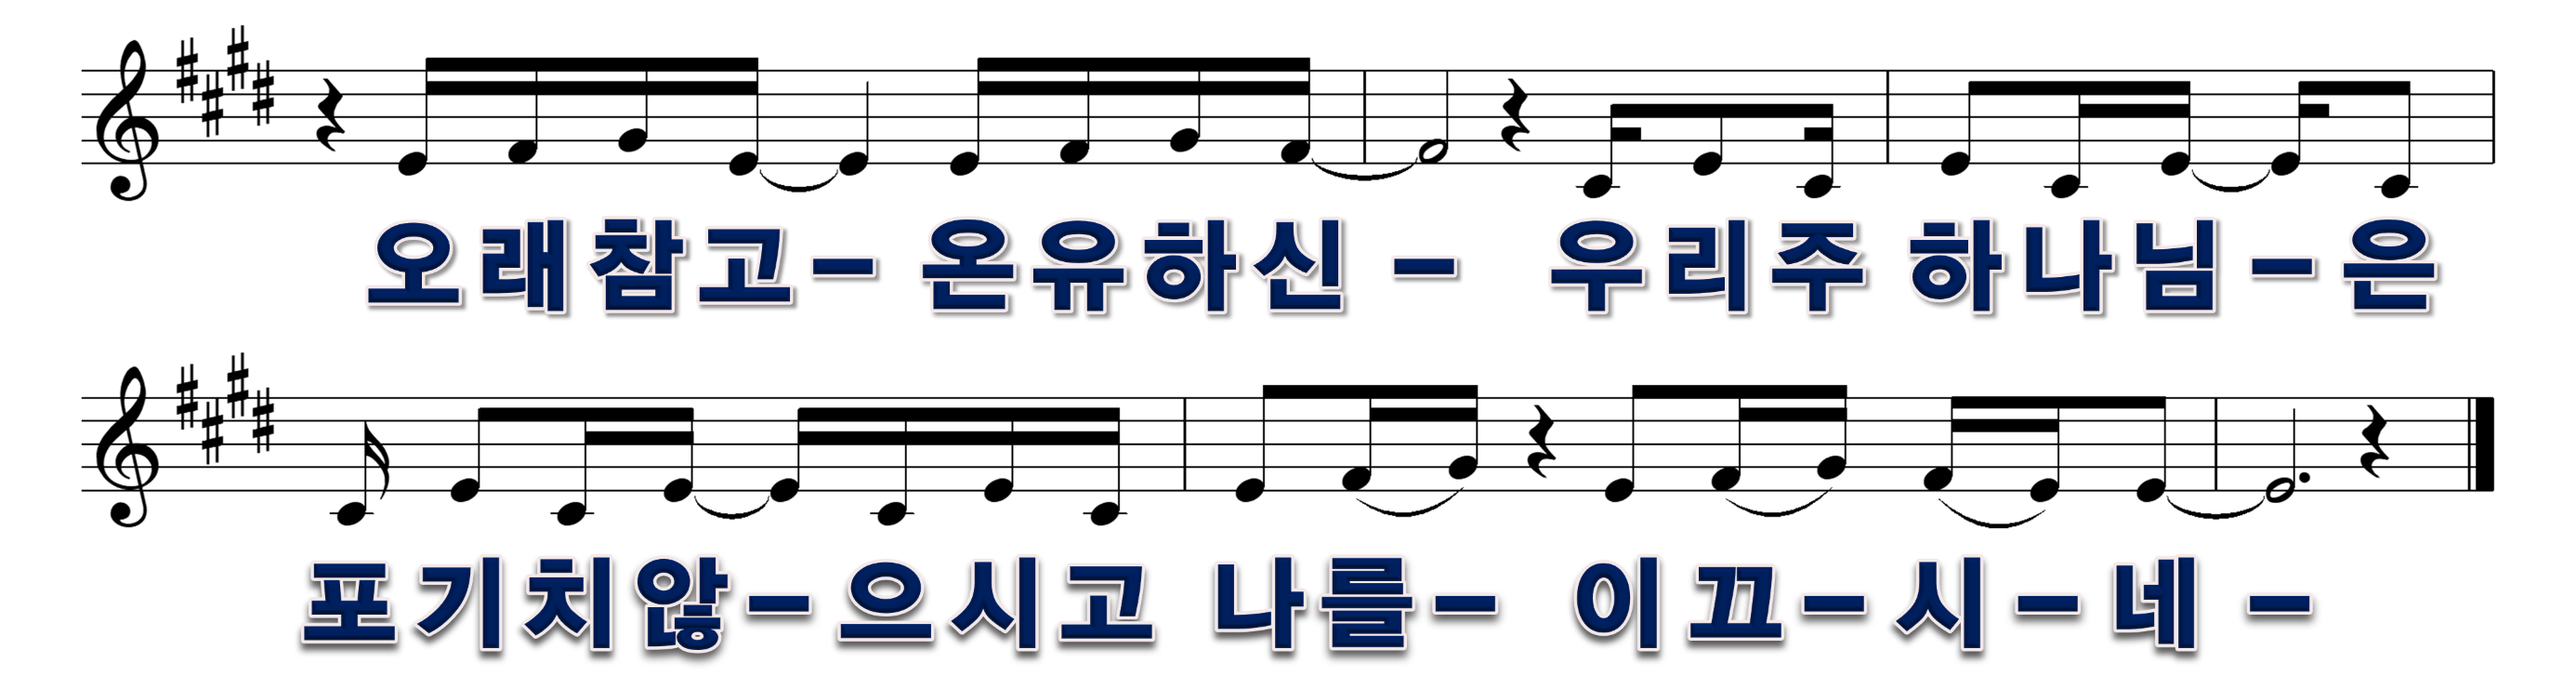 오래참고- 온유하신 - 우리주 하나님-은
포기치않-으시고 나를- 이끄-시-네 -